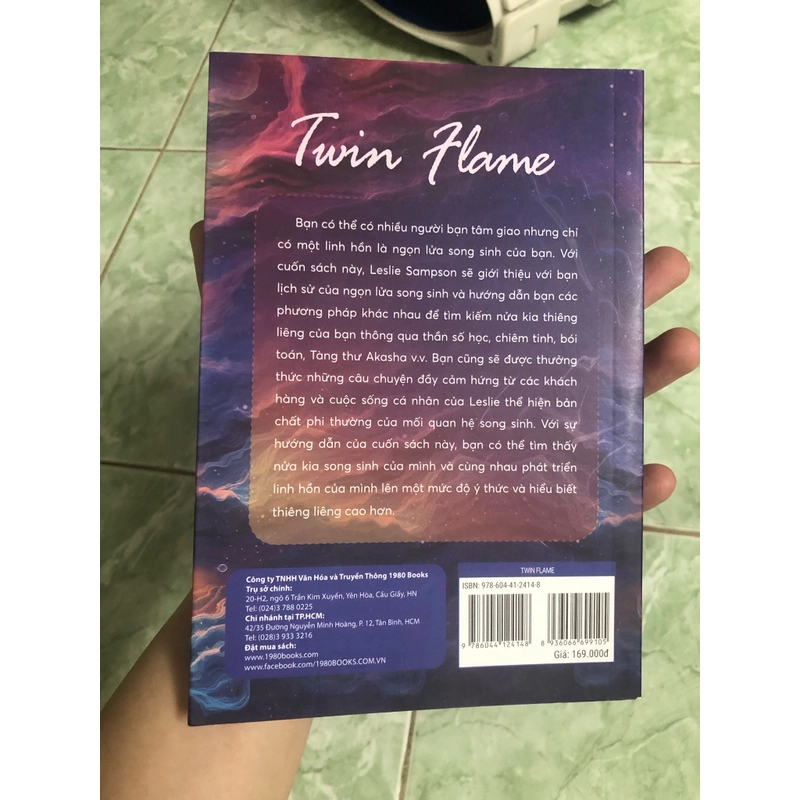 Twin Flame
Bạn có thể có nhiều người bạn tâm giao nhưng chỉ
có một linh hồn là ngọn lửa song sinh của bạn. Với
cuốn sách này, Leslie Sampson sẽ giới thiệu với bạn
lịch sử của ngọn lửa song sinh và hướng dẫn bạn các
phương pháp khác nhau để tìm kiếm nửa kia thiêng
liêng của bạn thông qua thần số học, chiêm tinh, bói
toán, Tàng thư Akasha v.v. Bạn cũng sẽ được thưởng
thức những câu chuyện đầy cảm hứng từ các khách
hàng và cuộc sống cá nhân của Leslie thể hiện bản
chất phi thường của mối quan hệ song sinh. Với sự
hướng dẫn của cuốn sách này, bạn có thể tìm thấy
nửa kia song sinh của mình và cùng nhau phát triển
linh hồn của mình lên một mức độ ý thức và hiểu biết
thiêng liêng cao hơn.
Công ty TNHH Văn Hóa và Truyền Thông 1980 Books
Trụ sở chính:
20-H2, ngõ 6 Trần Kim Xuyến, Yên Hòa, Cầu Giấy, HN
Tel: (024)3 788 0225
Chi nhánh tại TP.HCM:
42/35 Đường Nguyễn Minh Hoàng, P. 12, Tân Bình, HCM
Tel: (028)3 933 3216
Đặt mua sách:
www.1980books.com
www.facebook.com/1980BOOKS.COM.VN
TWIN FLAME
ISBN: 978-604-41-2414-8
9 786044 124148
8 936066 699105
Giá: 169.000đ